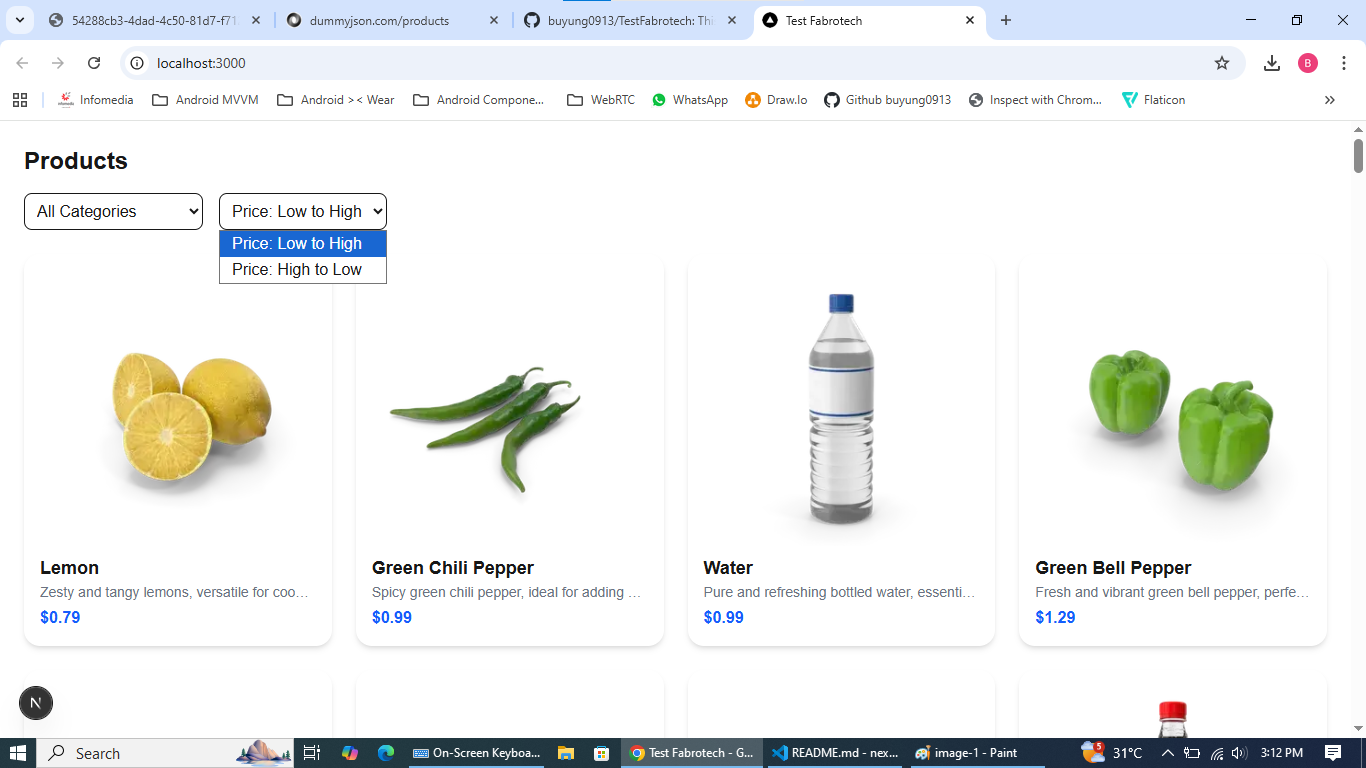 54288cb3-4dad-4c50-81d7-f71
dummyjson.com/products
buyung0913/TestFabrotech: Thi
Test Fabrotech
localhost:3000
B
Infomedia
Android MVVM
Android >< Wear
Android Compone...
WebRTC
WhatsApp
Draw.Io
Github buyung0913
Inspect with Chrom...
Flaticon
Products
All Categories
Price: Low to High
Price: Low to High
Price: High to Low
Lemon
Zesty and tangy lemons, versatile for coo...
$0.79
Green Chili Pepper
Spicy green chili pepper, ideal for adding ...
$0.99
Water
Pure and refreshing bottled water, essenti...
$0.99
Green Bell Pepper
Fresh and vibrant green bell pepper, perfe...
$1.29
N
Search
On-Screen Keyboa...
Test Fabrotech - G...
README.md - nex...
image-1 - Paint
5
31°C
3:12 PM